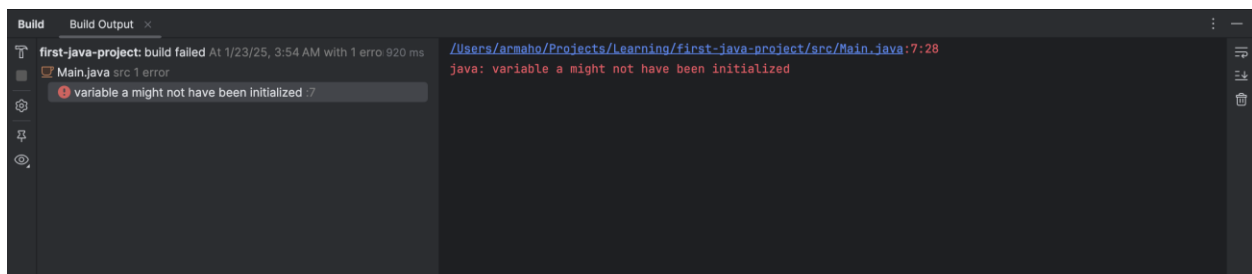 Build Build Output ×
first-java-project: build failed At 1/23/25, 3:54 AM with 1 erro 920 ms
Main.java src 1 error
variable a might not have been initialized :7
/Users/armaho/Projects/Learning/first-java-project/src/Main.java:7:28
java: variable a might not have been initialized